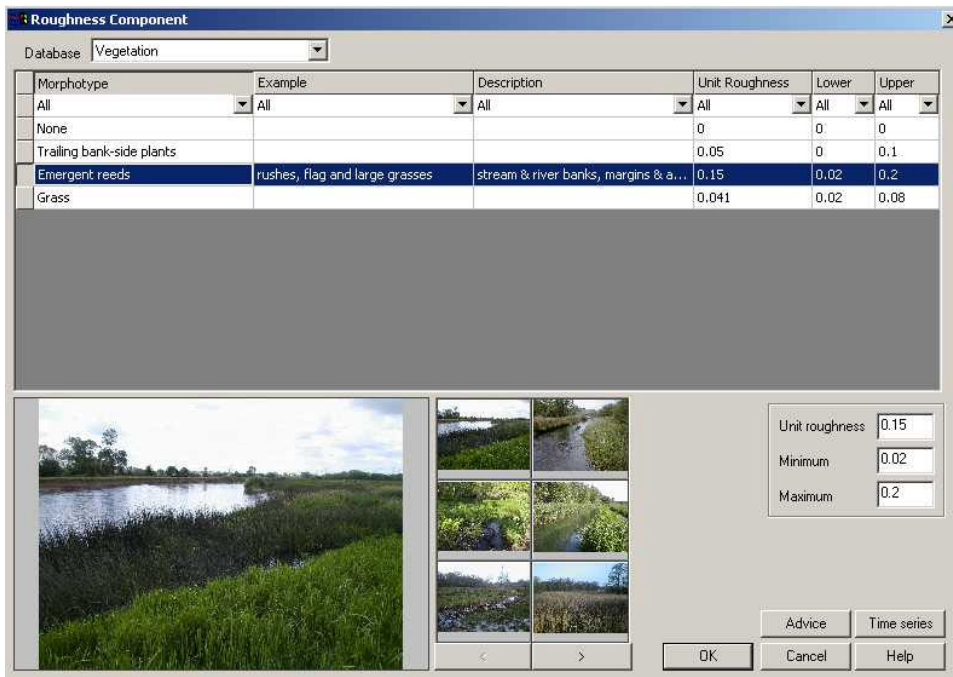 Roughness Component
Database Vegetation
Morphotype Example Description Unit Roughness Lower Upper
All All All All All All
None 0 0 0
Trailing bank-side plants 0.05 0 0.1
Emergent reeds rushes, flag and large grasses stream & river banks, margins & a... 0.15 0.02 0.2
Grass 0.041 0.02 0.08
Unit roughness 0.15
Minimum 0.02
Maximum 0.2
Advice Time series
< > OK Cancel Help